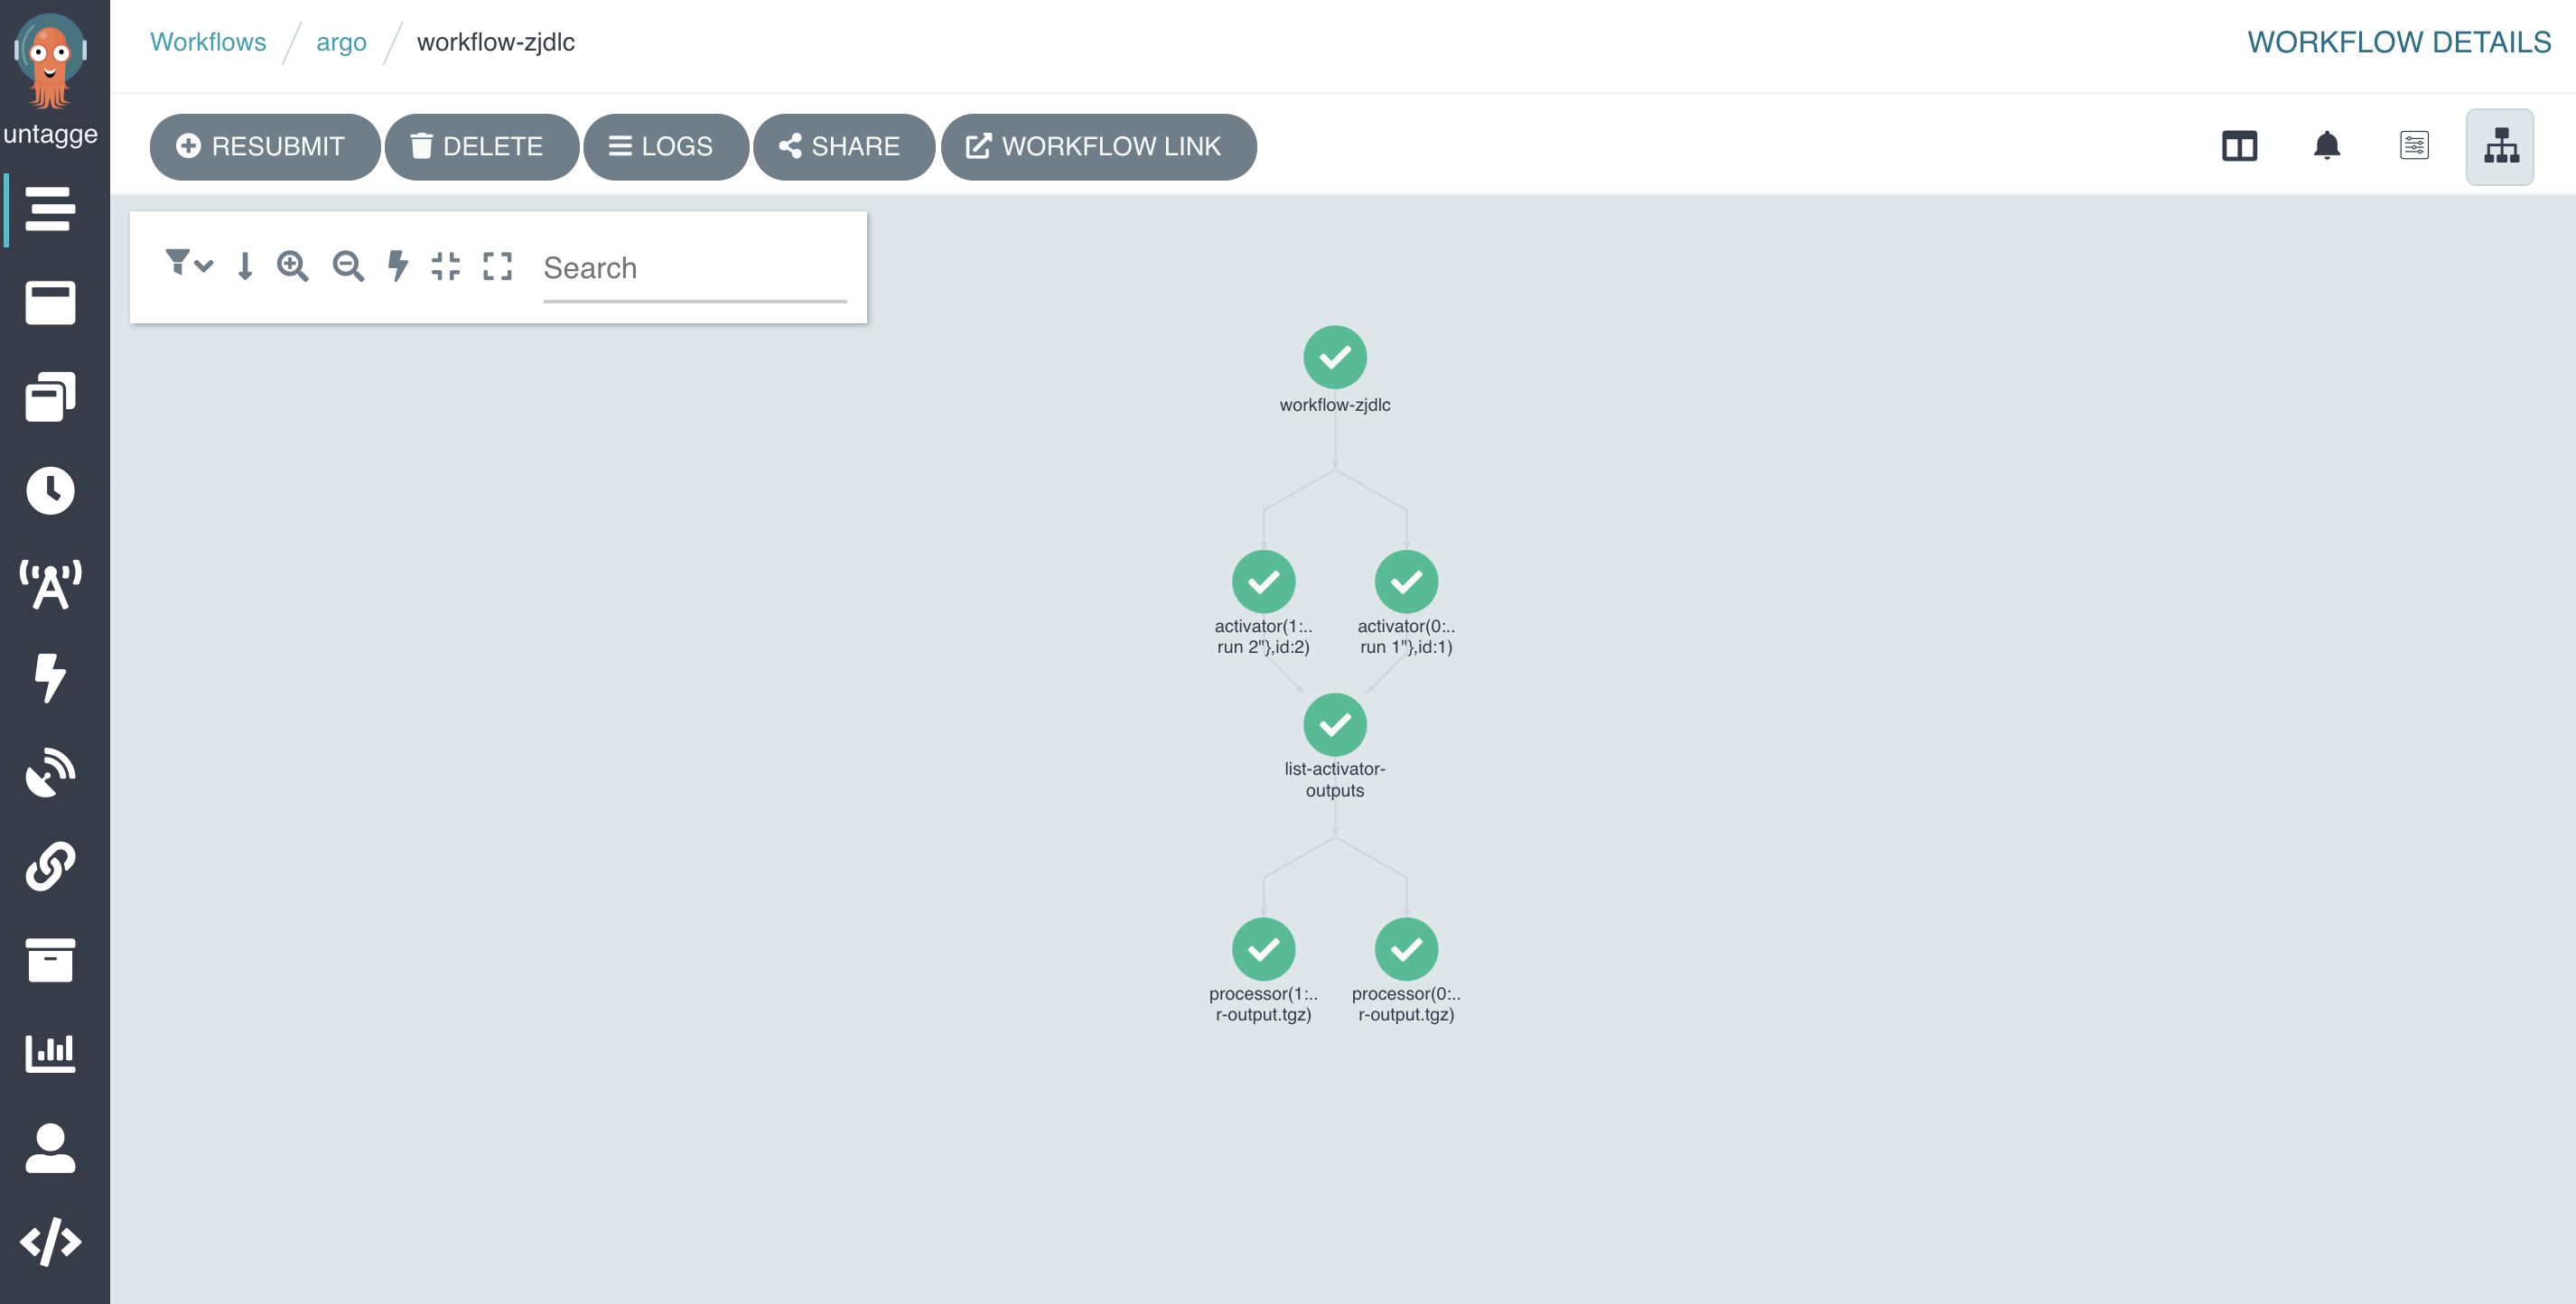 untagge
Workflows / argo / workflow-zjdlc
WORKFLOW DETAILS
RESUBMIT
DELETE
LOGS
SHARE
WORKFLOW LINK
Search
workflow-zjdlc
activator(1:..
run 2"},id:2)
activator(0:..
run 1"},id:1)
list-activator-
outputs
processor(1:..
r-output.tgz)
processor(0:..
r-output.tgz)